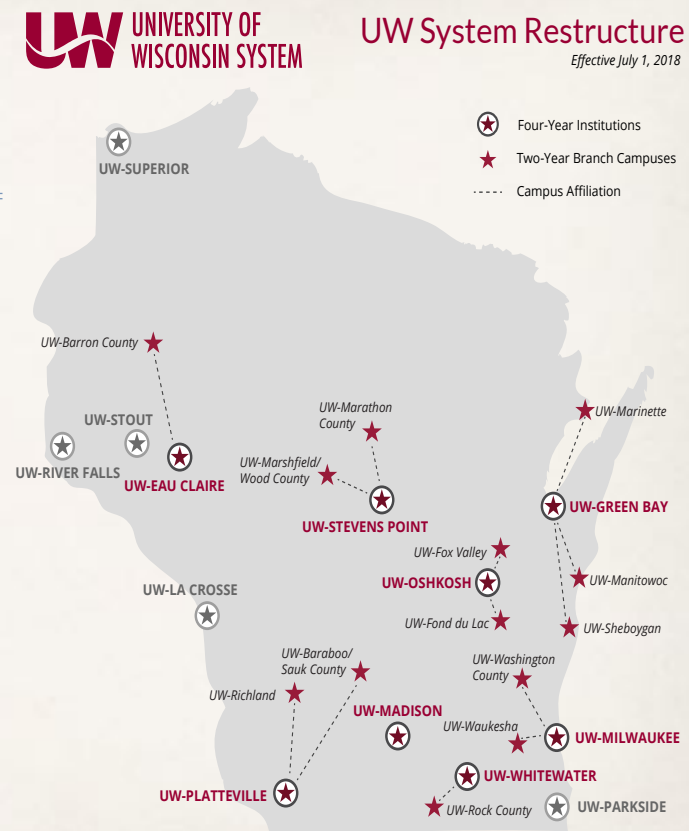 UW UNIVERSITY OF
WISCONSIN SYSTEM
UW System Restructure
Effective July 1, 2018
Four-Year Institutions
Two-Year Branch Campuses
Campus Affiliation
UW-SUPERIOR
UW-Barron County
UW-STOUT
UW-RIVER FALLS
UW-EAU CLAIRE
UW-Marathon
County
UW-Marshfield/
Wood County
UW-STEVENS POINT
UW-Marinette
UW-GREEN BAY
UW-Fox Valley
UW-OSHKOSH
UW-Fond du Lac
UW-Manitowoc
UW-Sheboygan
UW-LA CROSSE
UW-Baraboo/
Sauk County
UW-Richland
UW-Washington
County
UW-MADISON
UW-Waukesha
UW-MILWAUKEE
UW-WHITEWATER
UW-PLATTEVILLE
UW-Rock County
UW-PARKSIDE